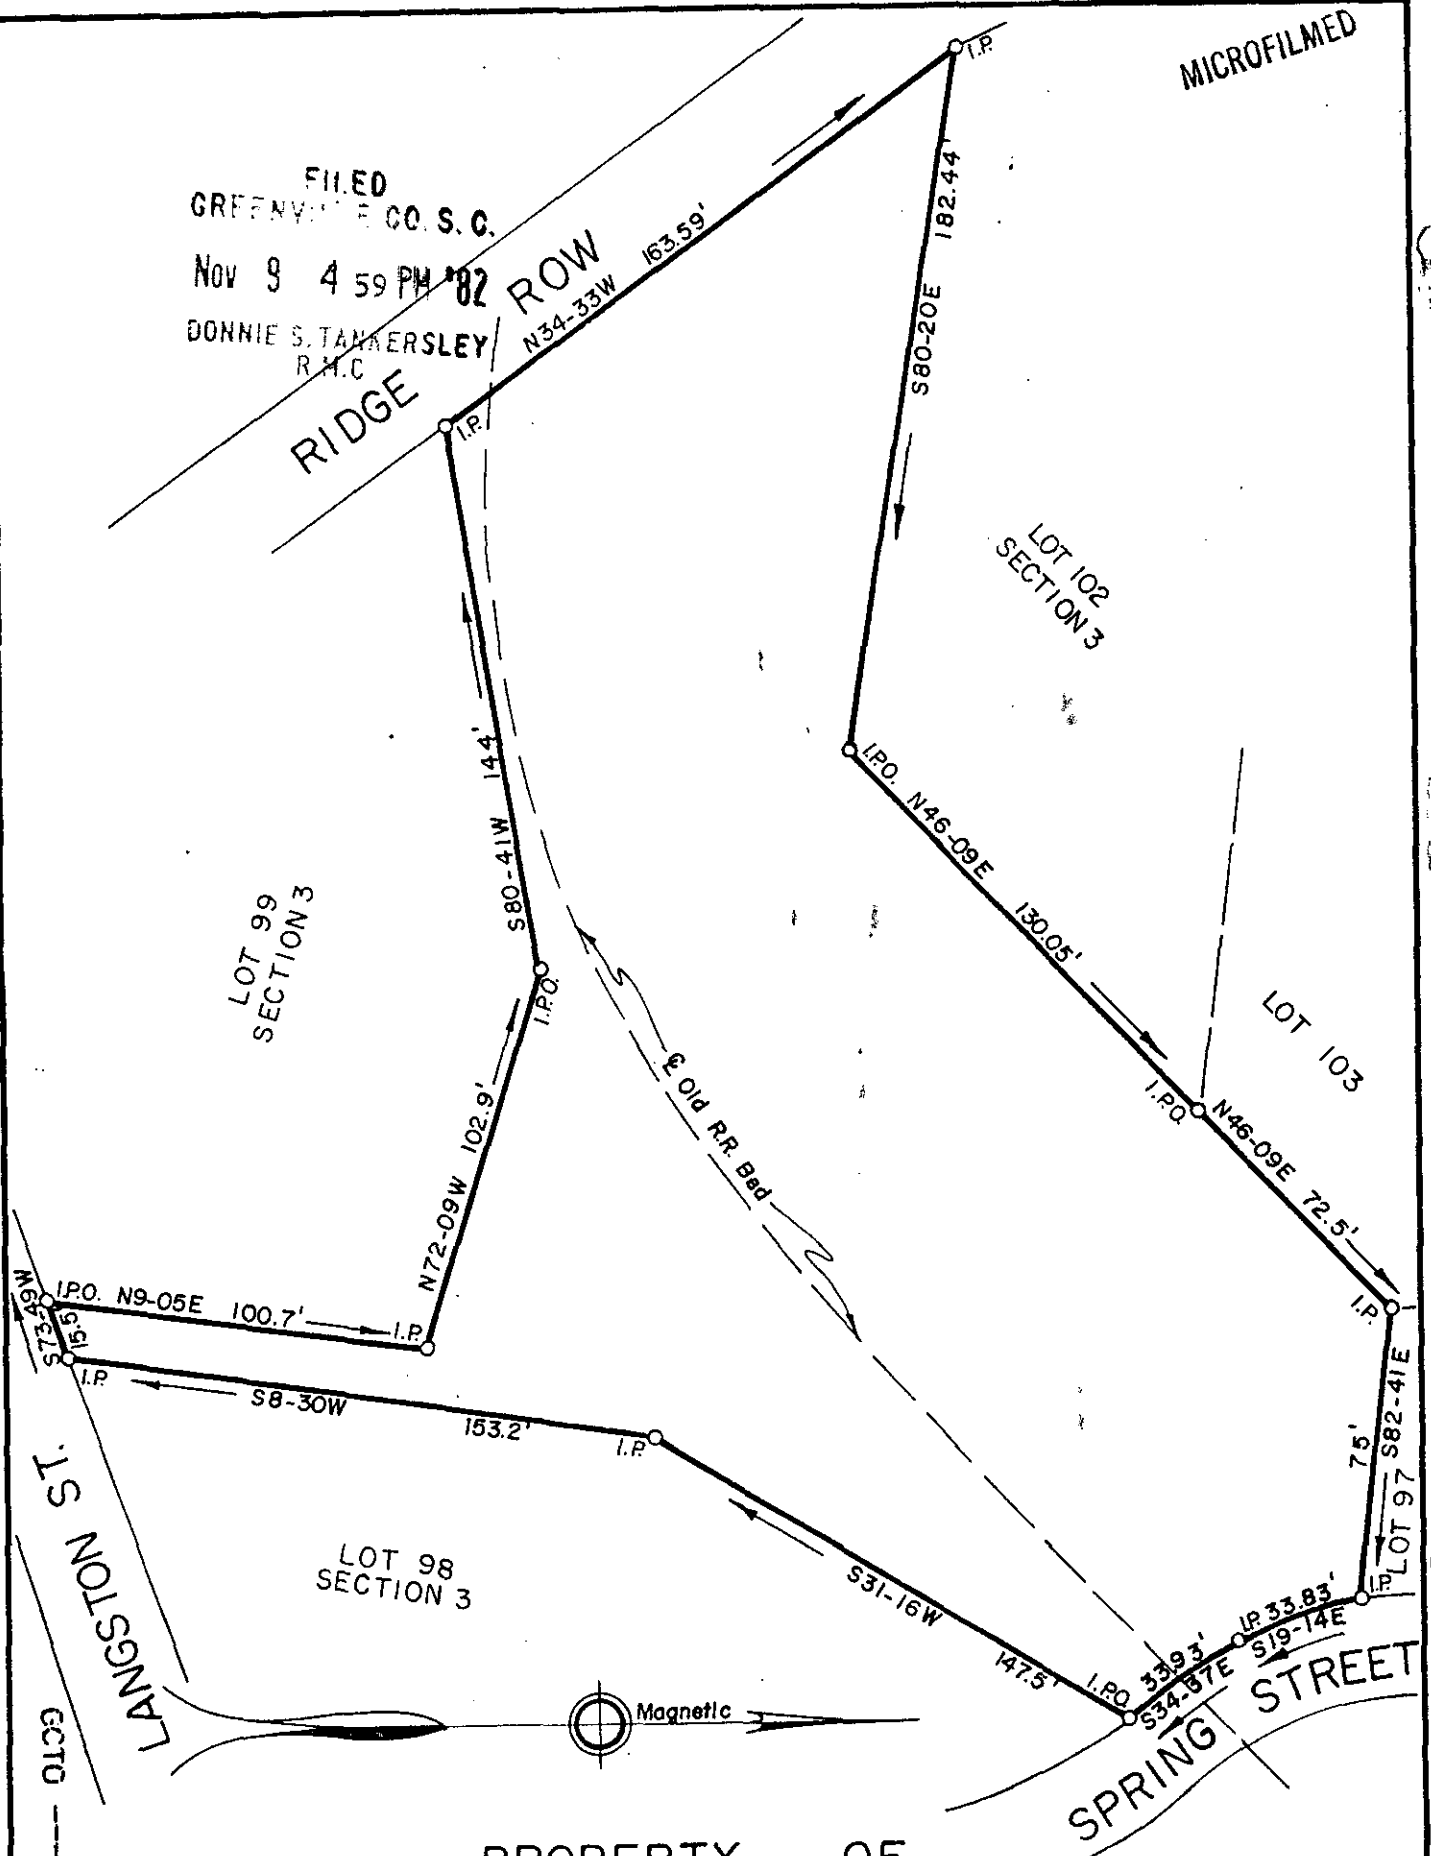 MICROFILMED
FILED
GREENVILLE CO. S. C.
Nov 9 4 59 PM '82
DONNIE S. TANKERSLEY
R.M.C
RIDGE ROW
I.P.
N34-33W 163.59'
I.P.
S80-20E 182.44'
LOT 102
SECTION 3
I.P.O.
N46-09E 130.05'
S80-41W 144'
LOT 99
SECTION 3
I.P.O.
℄ Old R.R. Bed
LOT 103
I.P.O.
N46-09E 72.5'
N72-09W 102.9'
I.P.O. N9-05E 100.7' I.P.
S73-49W
15.5'
I.P.
S8-30W 153.2'
I.P.
I.P.
S82-41E
75'
LOT 97
I.P.
LOT 98
SECTION 3
S31-16W 147.5'
I.P.O.
33.93'
S34-37E
I.P. 33.83'
S19-14E
SPRING STREET
LANGSTON ST.
Magnetic
GCTO
PROPERTY OF